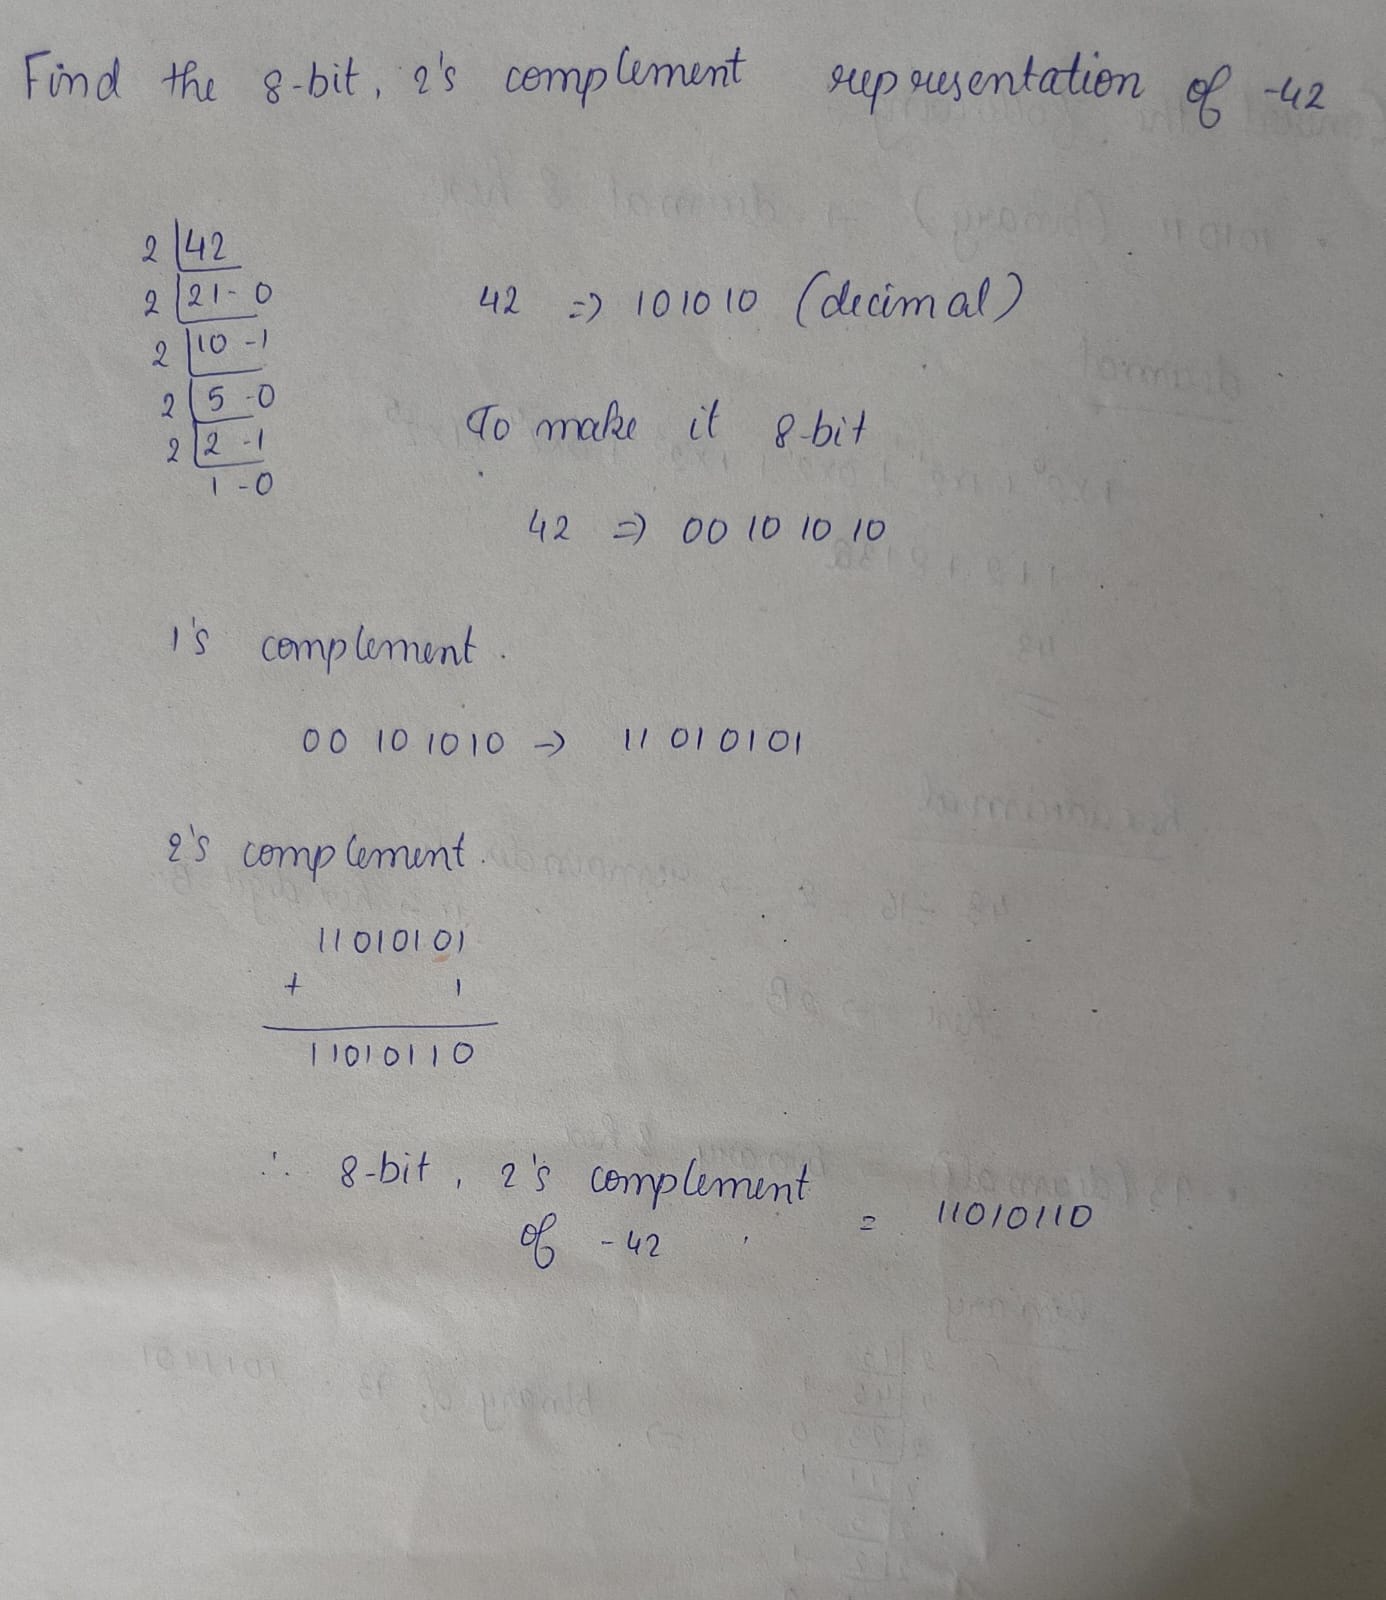 Find the 8-bit, 2's complement representation of -42
2 42
2 21 - 0
2 10 - 1
2 5 - 0
2 2 - 1
1 - 0
42 => 101010 (decimal)
To make it 8-bit
42 => 00 10 10 10
1's complement.
00 101010 → 11 010101
2's complement.
11010101
+ 1
11010110
∴ 8-bit, 2's complement
of -42 = 11010110